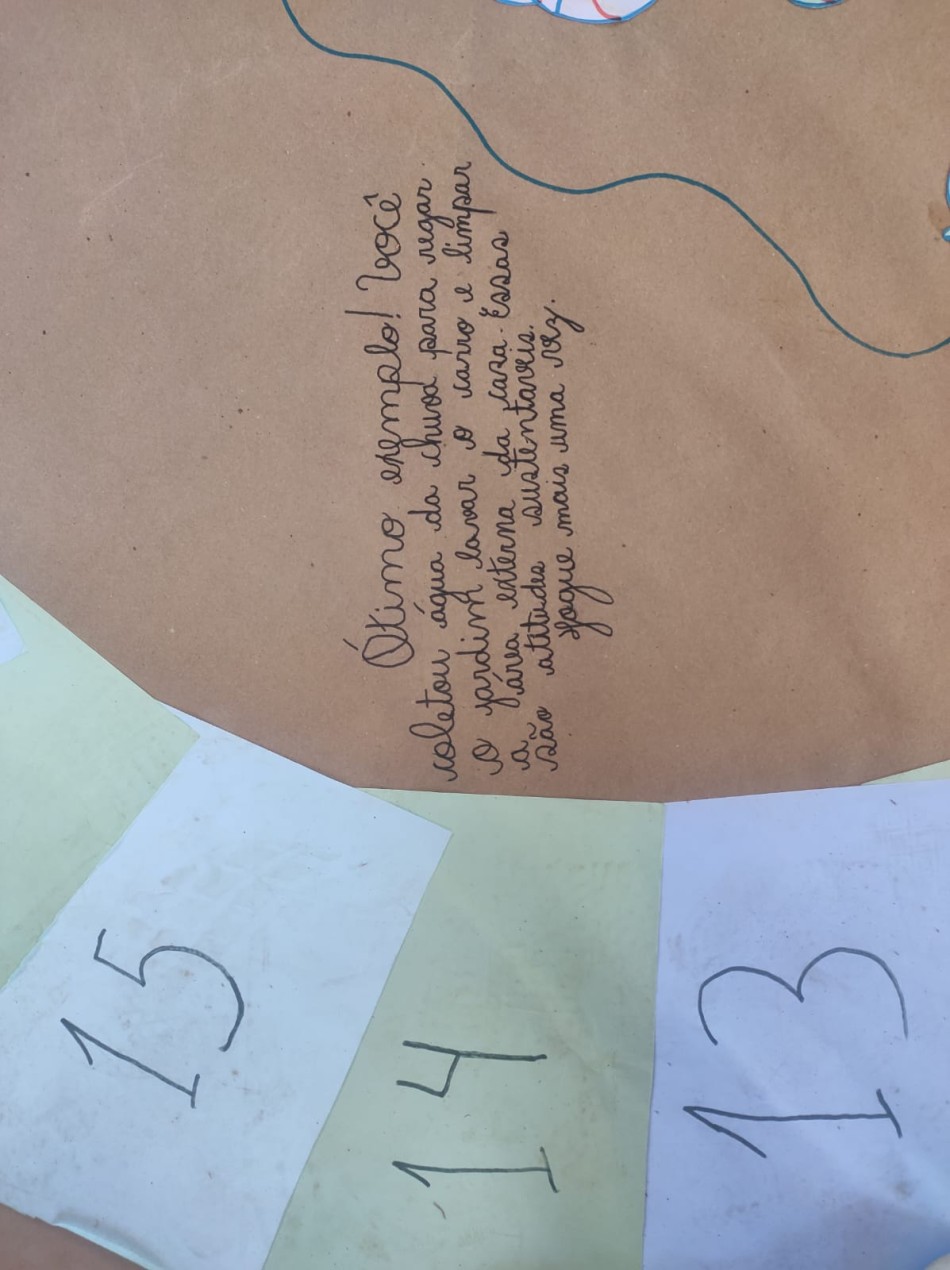 Ótimo exemplo! Você
coletou água da chuva para regar
o jardim lavar o carro e limpar
a área externa da casa. Essas
são atitudes sustentaveis.
Jogue mais uma vez.
15
14
13